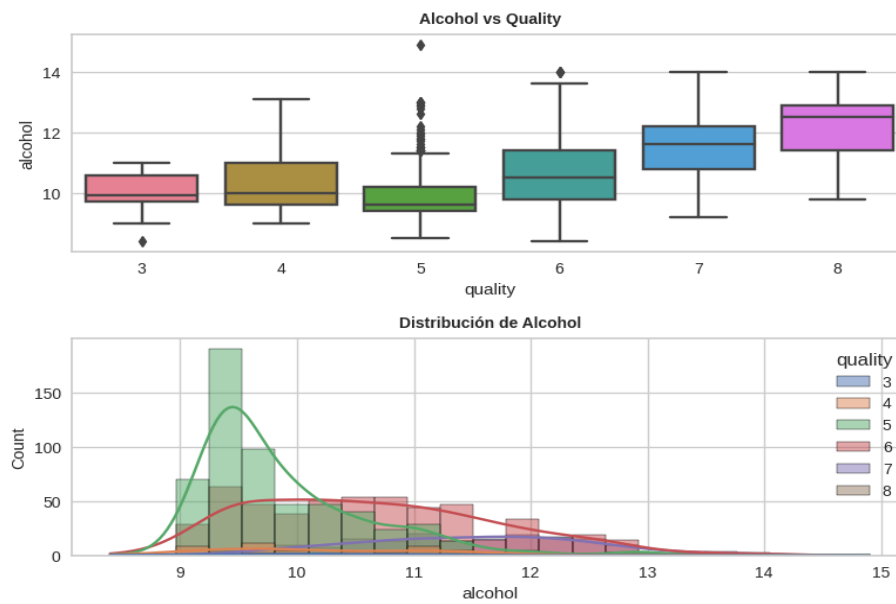 Alcohol vs Quality
14
12
10
alcohol
3 4 5 6 7 8
quality
Distribución de Alcohol
150
100
50
0
Count
quality
3
4
5
6
7
8
9 10 11 12 13 14 15
alcohol